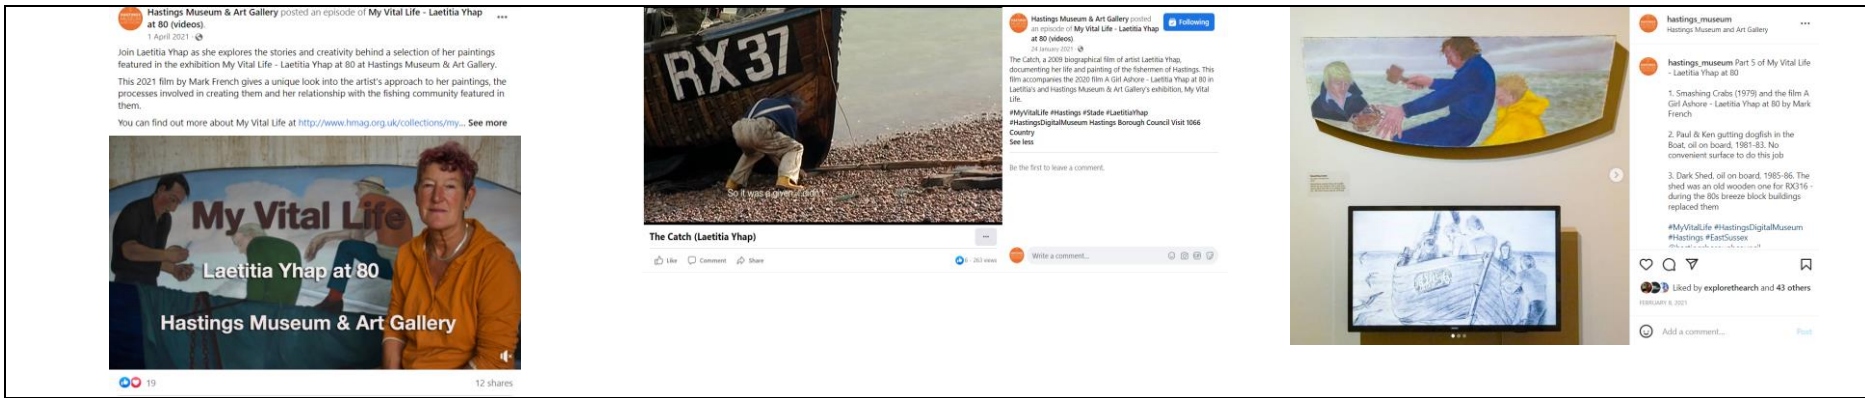 Hastings Museum & Art Gallery posted an episode of My Vital Life - Laetitia Yhap
at 80 (videos).
1 April 2021 ·
Join Laetitia Yhap as she explores the stories and creativity behind a selection of her paintings
featured in the exhibition My Vital Life - Laetitia Yhap at 80 at Hastings Museum & Art Gallery.
This 2021 film by Mark French gives a unique look into the artist's approach to her paintings, the
processes involved in creating them and her relationship with the fishing community featured in
them.
You can find out more about My Vital Life at http://www.hmag.org.uk/collections/my... See more
My Vital Life
Laetitia Yhap at 80
Hastings Museum & Art Gallery
19
12 shares
RX37
So it was a given
The Catch (Laetitia Yhap)
Like Comment Share
6 · 263 views
Hastings Museum & Art Gallery posted
an episode of My Vital Life - Laetitia Yhap
at 80 (videos).
Following
24 January 2021 ·
The Catch, a 2009 biographical film of artist Laetitia Yhap,
documenting her life and painting of the fishermen of Hastings. This
film accompanies the 2020 film A Girl Ashore - Laetitia Yhap at 80 in
Laetitia's and Hastings Museum & Art Gallery's exhibition, My Vital
Life.
#MyVitalLife #Hastings #Stade #LaetitiaYhap
#HastingsDigitalMuseum Hastings Borough Council Visit 1066
Country
See less
Be the first to leave a comment.
Write a comment...
hastings_museum
Hastings Museum and Art Gallery
hastings_museum Part 5 of My Vital Life
- Laetitia Yhap at 80
1. Smashing Crabs (1979) and the film A
Girl Ashore - Laetitia Yhap at 80 by Mark
French
2. Paul & Ken gutting dogfish in the
Boat, oil on board, 1981-83. No
convenient surface to do this job
3. Dark Shed, oil on board, 1985-86. The
shed was an old wooden one for RX316 -
during the 80s breeze block buildings
replaced them
#MyVitalLife #HastingsDigitalMuseum
#Hastings #EastSussex
Liked by explorethearch and 43 others
FEBRUARY 9, 2021
Add a comment...
Post